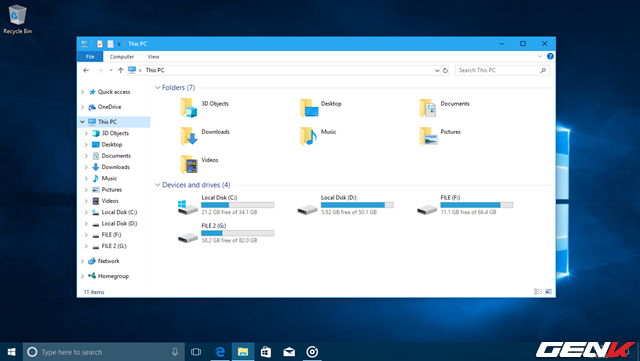 Recycle Bin
This PC
File
Computer
View
This PC
Search This PC
Quick access
OneDrive
This PC
3D Objects
Desktop
Documents
Downloads
Music
Pictures
Videos
Local Disk (C:)
Local Disk (D:)
FILE (F:)
FILE 2 (G:)
Network
Homegroup
Folders (7)
3D Objects
Desktop
Documents
Downloads
Music
Pictures
Videos
Devices and drives (4)
Local Disk (C:)
21.2 GB free of 34.1 GB
Local Disk (D:)
5.92 GB free of 50.1 GB
FILE (F:)
11.1 GB free of 66.4 GB
FILE 2 (G:)
58.2 GB free of 82.0 GB
11 items
Type here to search
GENK